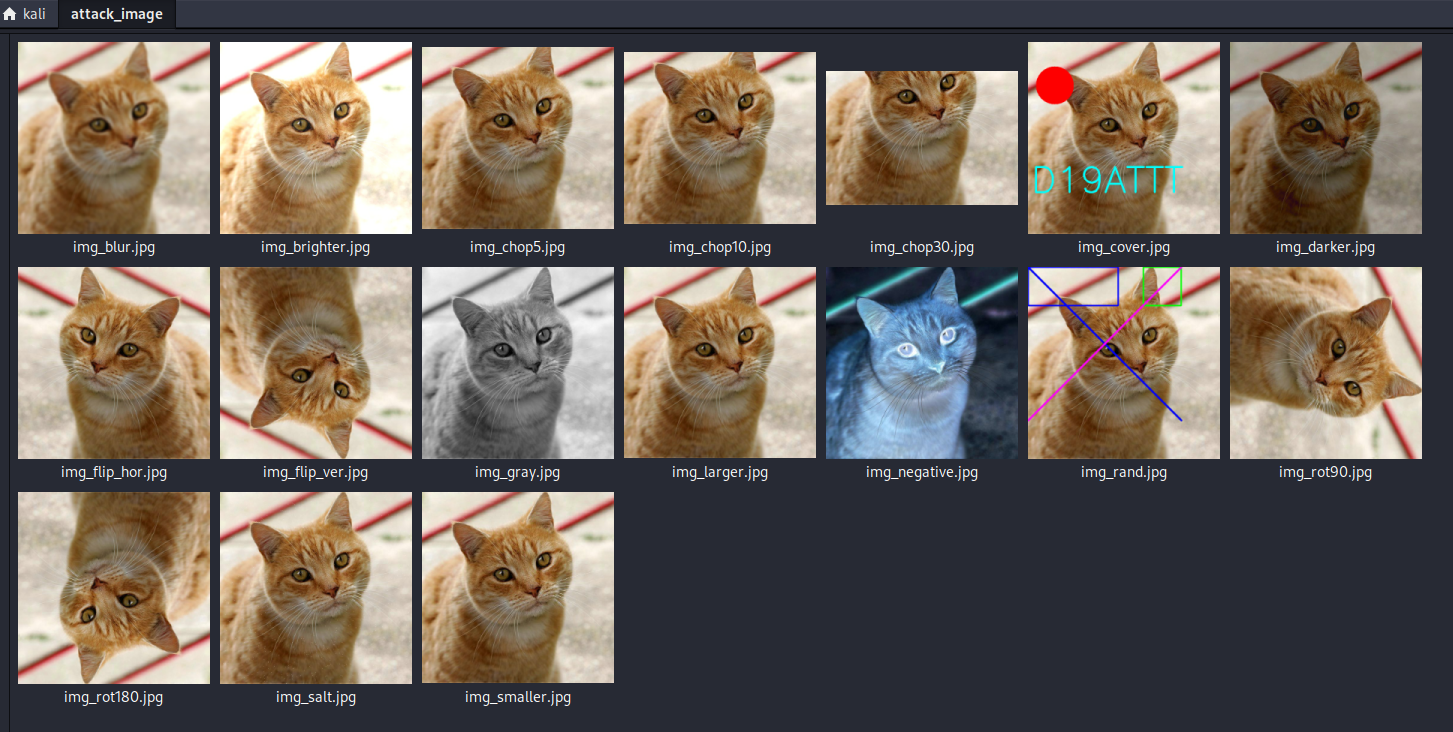 kali attack_image
D19ATTT
img_blur.jpg img_brighter.jpg img_chop5.jpg img_chop10.jpg img_chop30.jpg img_cover.jpg img_darker.jpg
img_flip_hor.jpg img_flip_ver.jpg img_gray.jpg img_larger.jpg img_negative.jpg img_rand.jpg img_rot90.jpg
img_rot180.jpg img_salt.jpg img_smaller.jpg